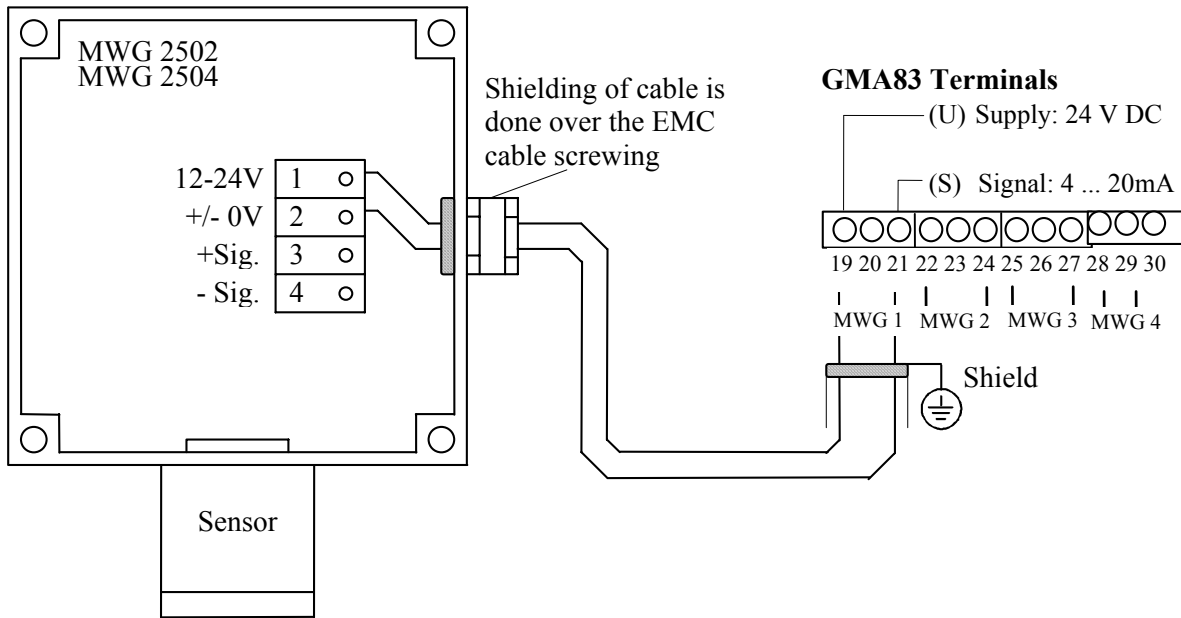 MWG 2502
MWG 2504
12-24V 1
+/- 0V 2
+Sig. 3
- Sig. 4
Sensor
Shielding of cable is
done over the EMC
cable screwing
GMA83 Terminals
(U) Supply: 24 V DC
(S) Signal: 4 ... 20mA
19 20 21 22 23 24 25 26 27 28 29 30
MWG 1 MWG 2 MWG 3 MWG 4
Shield